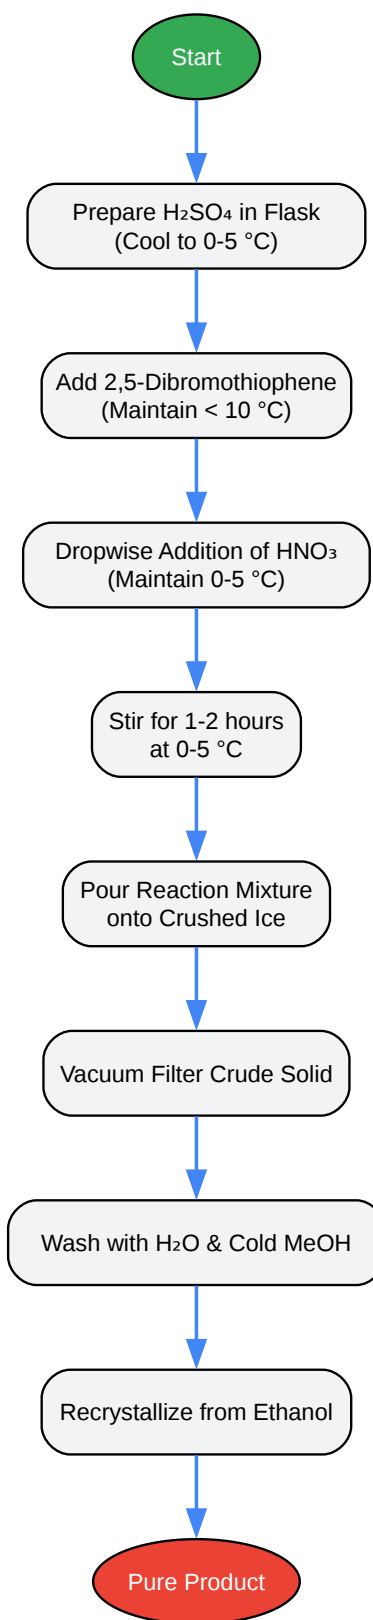 Start
Prepare H₂SO₄ in Flask
(Cool to 0-5 °C)
Add 2,5-Dibromothiophene
(Maintain < 10 °C)
Dropwise Addition of HNO₃
(Maintain 0-5 °C)
Stir for 1-2 hours
at 0-5 °C
Pour Reaction Mixture
onto Crushed Ice
Vacuum Filter Crude Solid
Wash with H₂O & Cold MeOH
Recrystallize from Ethanol
Pure Product